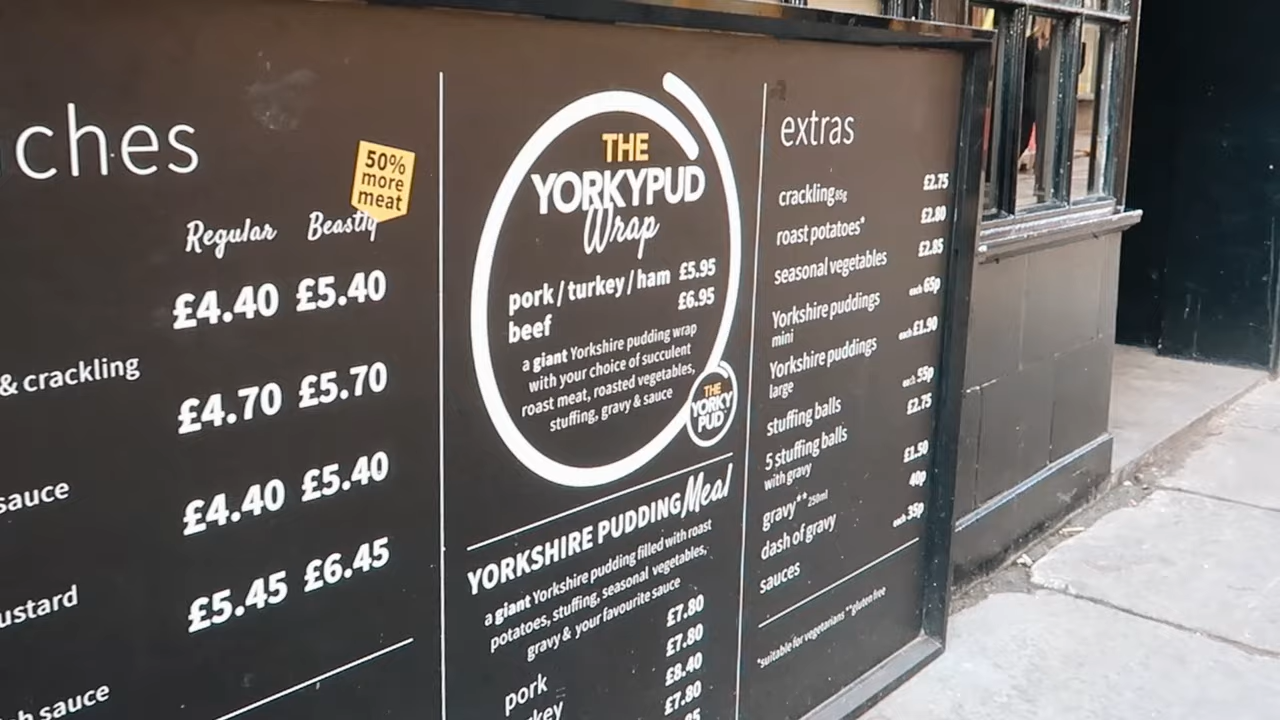 ches
50%
more
meat
Regular Beastly
£4.40 £5.40
& crackling
£4.70 £5.70
sauce
£4.40 £5.40
ustard
£5.45 £6.45
h sauce
THE
YORKYPUD
Wrap
pork / turkey / ham £5.95
beef £6.95
a giant Yorkshire pudding wrap
with your choice of succulent
roast meat, roasted vegetables,
stuffing, gravy & sauce
THE
YORKY
PUD
YORKSHIRE PUDDING Meal
a giant Yorkshire pudding filled with roast
potatoes, stuffing, seasonal vegetables,
gravy & your favourite sauce
pork £7.80
key £7.80
£8.40
£7.80
extras
crackling 85g £2.75
roast potatoes* £2.80
seasonal vegetables £2.85
Yorkshire puddings each 65p
mini
Yorkshire puddings each £1.90
large
stuffing balls each 55p
5 stuffing balls £2.75
with gravy
gravy** 250ml £1.50
dash of gravy 40p
sauces each 35p
*suitable for vegetarians **gluten free